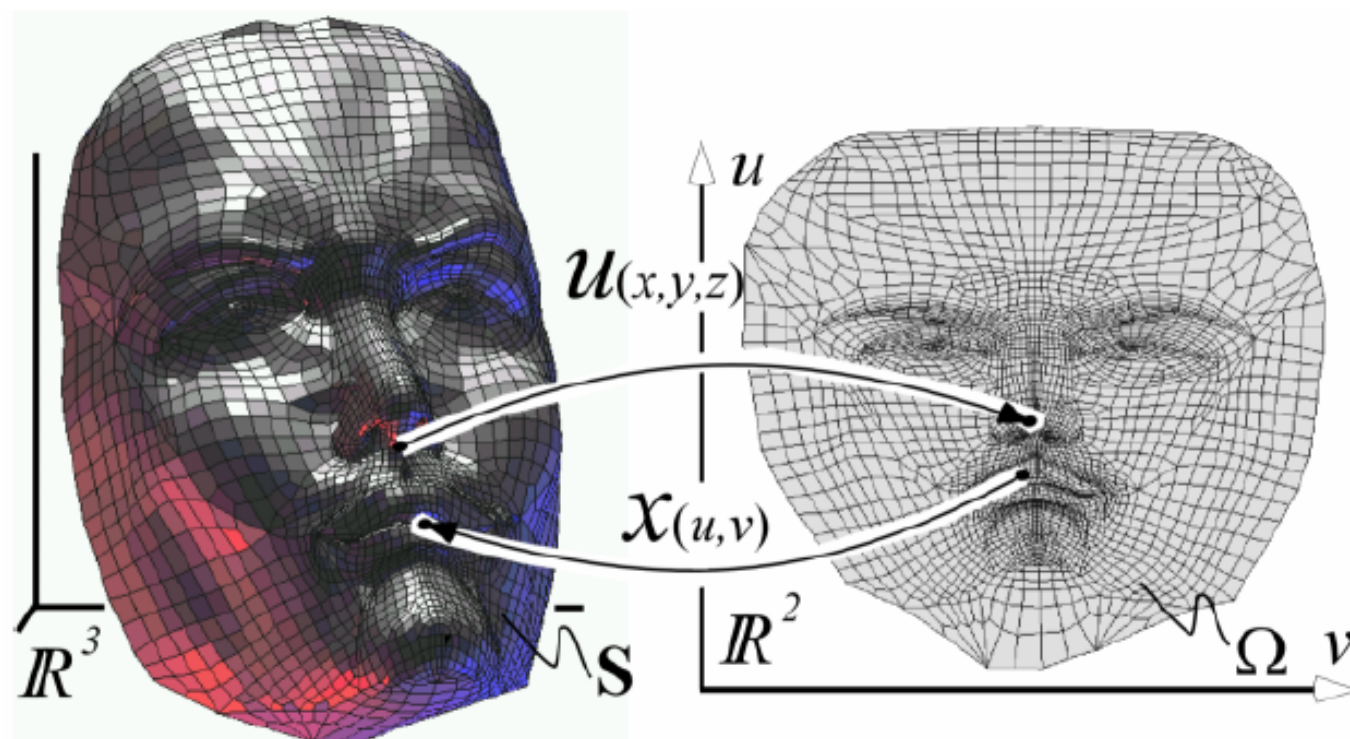 u
u(x,y,z)
x(u,v)
ℝ³
S
ℝ²
Ω
v